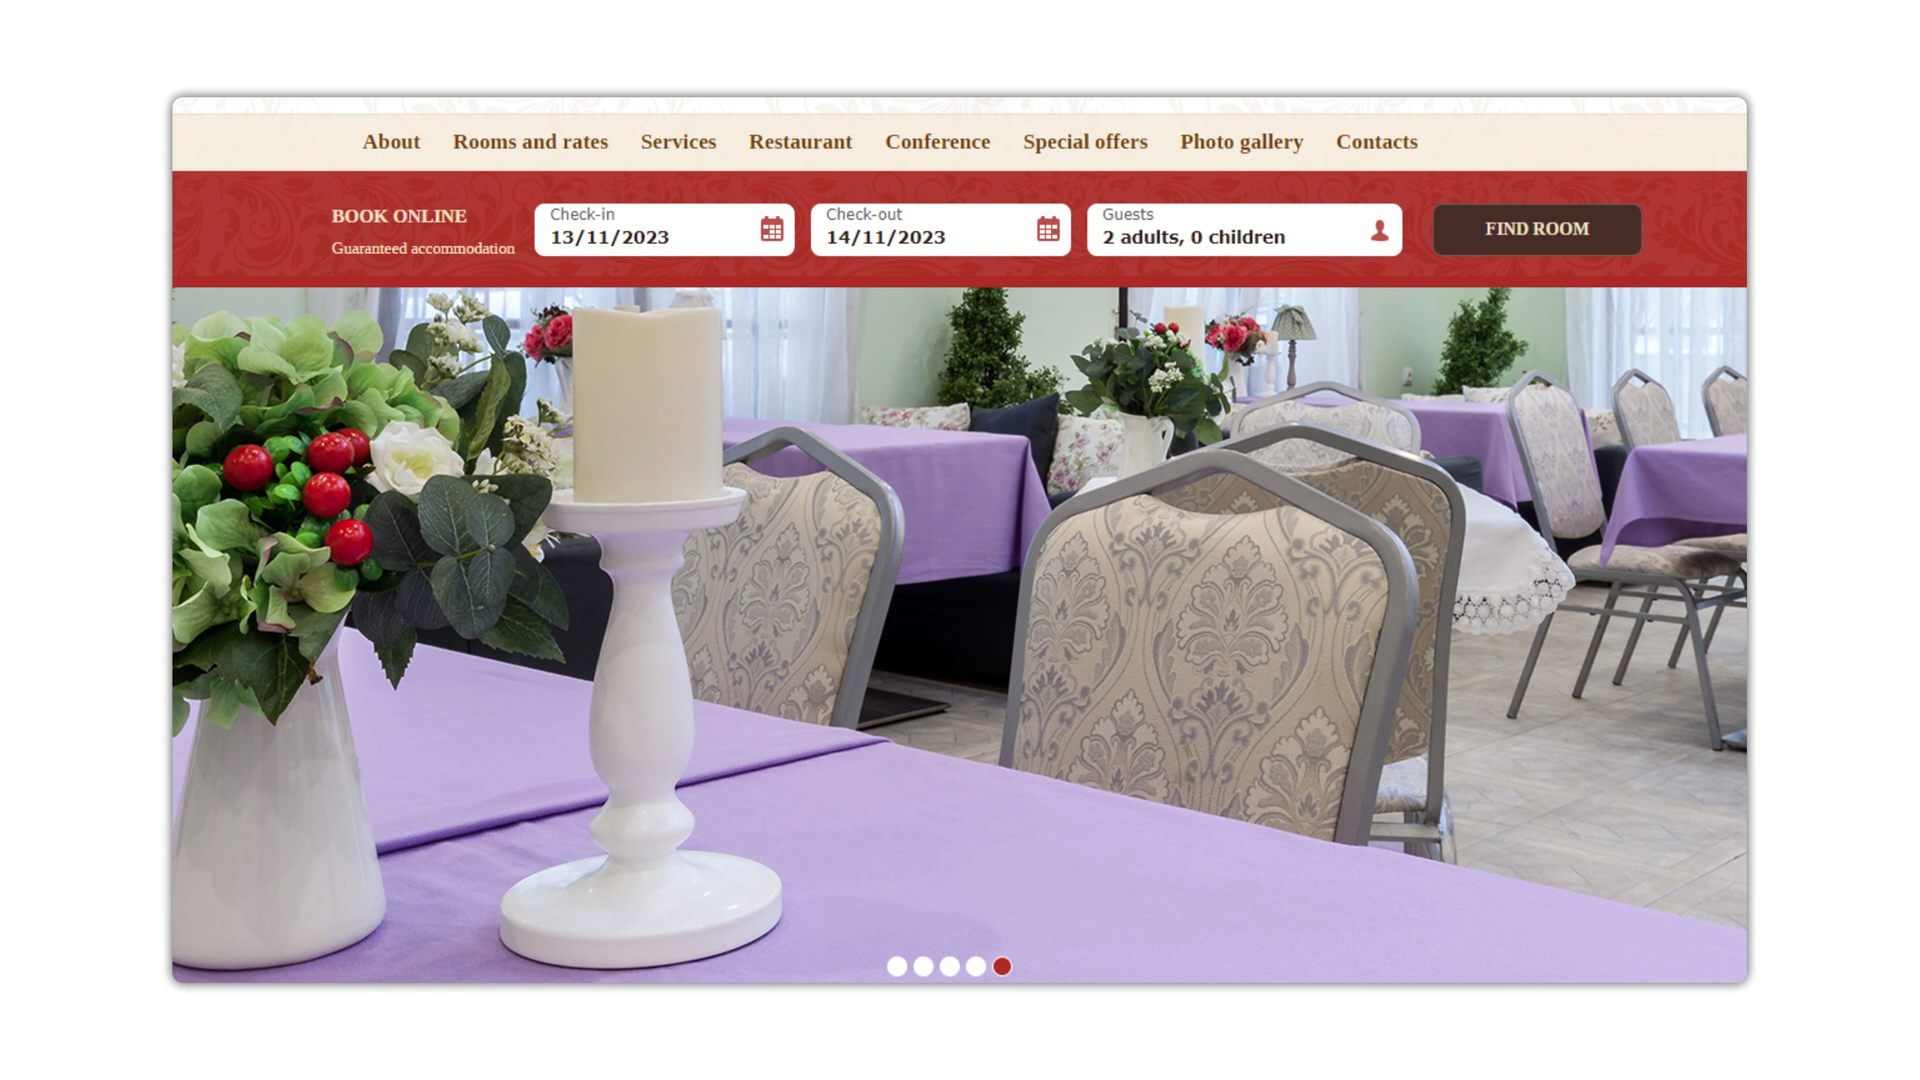 About Rooms and rates Services Restaurant Conference Special offers Photo gallery Contacts
BOOK ONLINE
Guaranteed accommodation
Check-in
13/11/2023
Check-out
14/11/2023
Guests
2 adults, 0 children
FIND ROOM